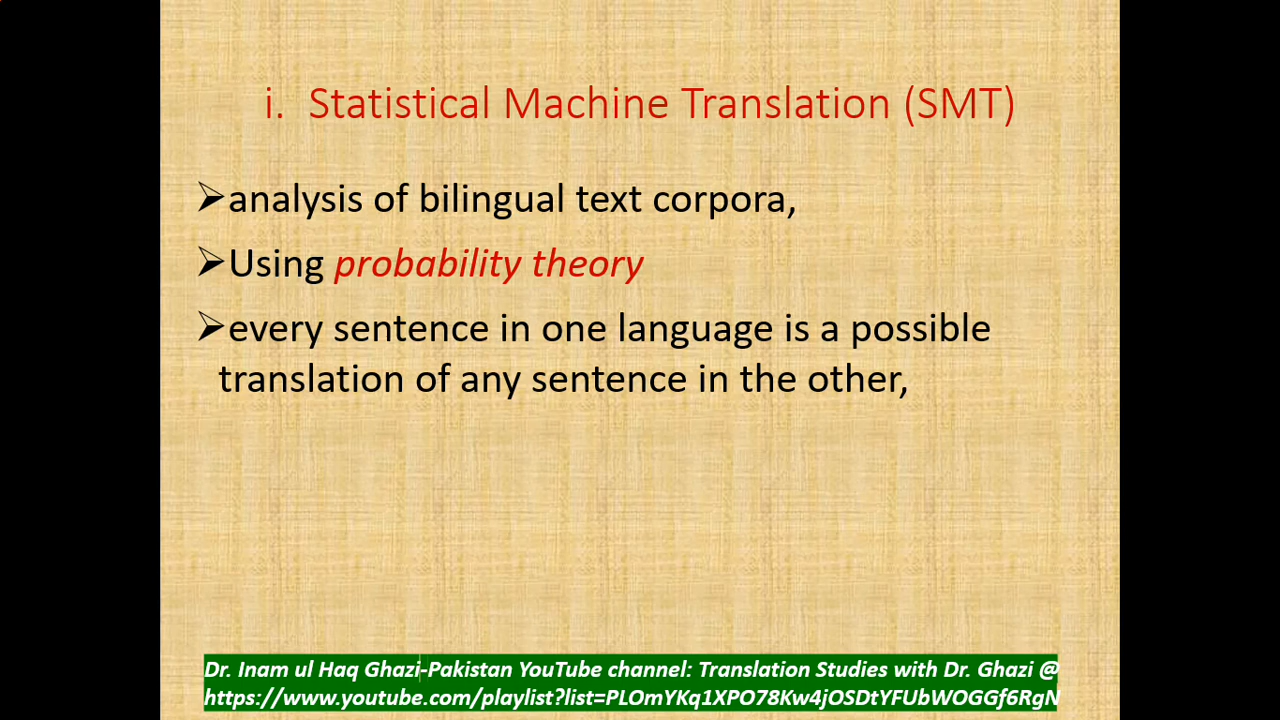 i. Statistical Machine Translation (SMT)
➢analysis of bilingual text corpora,
➢Using probability theory
➢every sentence in one language is a possible
translation of any sentence in the other,
Dr. Inam ul Haq Ghazi-Pakistan YouTube channel: Translation Studies with Dr. Ghazi @
https://www.youtube.com/playlist?list=PLOmYKq1XPO78Kw4jOSDtYFUbWOGGf6RgN